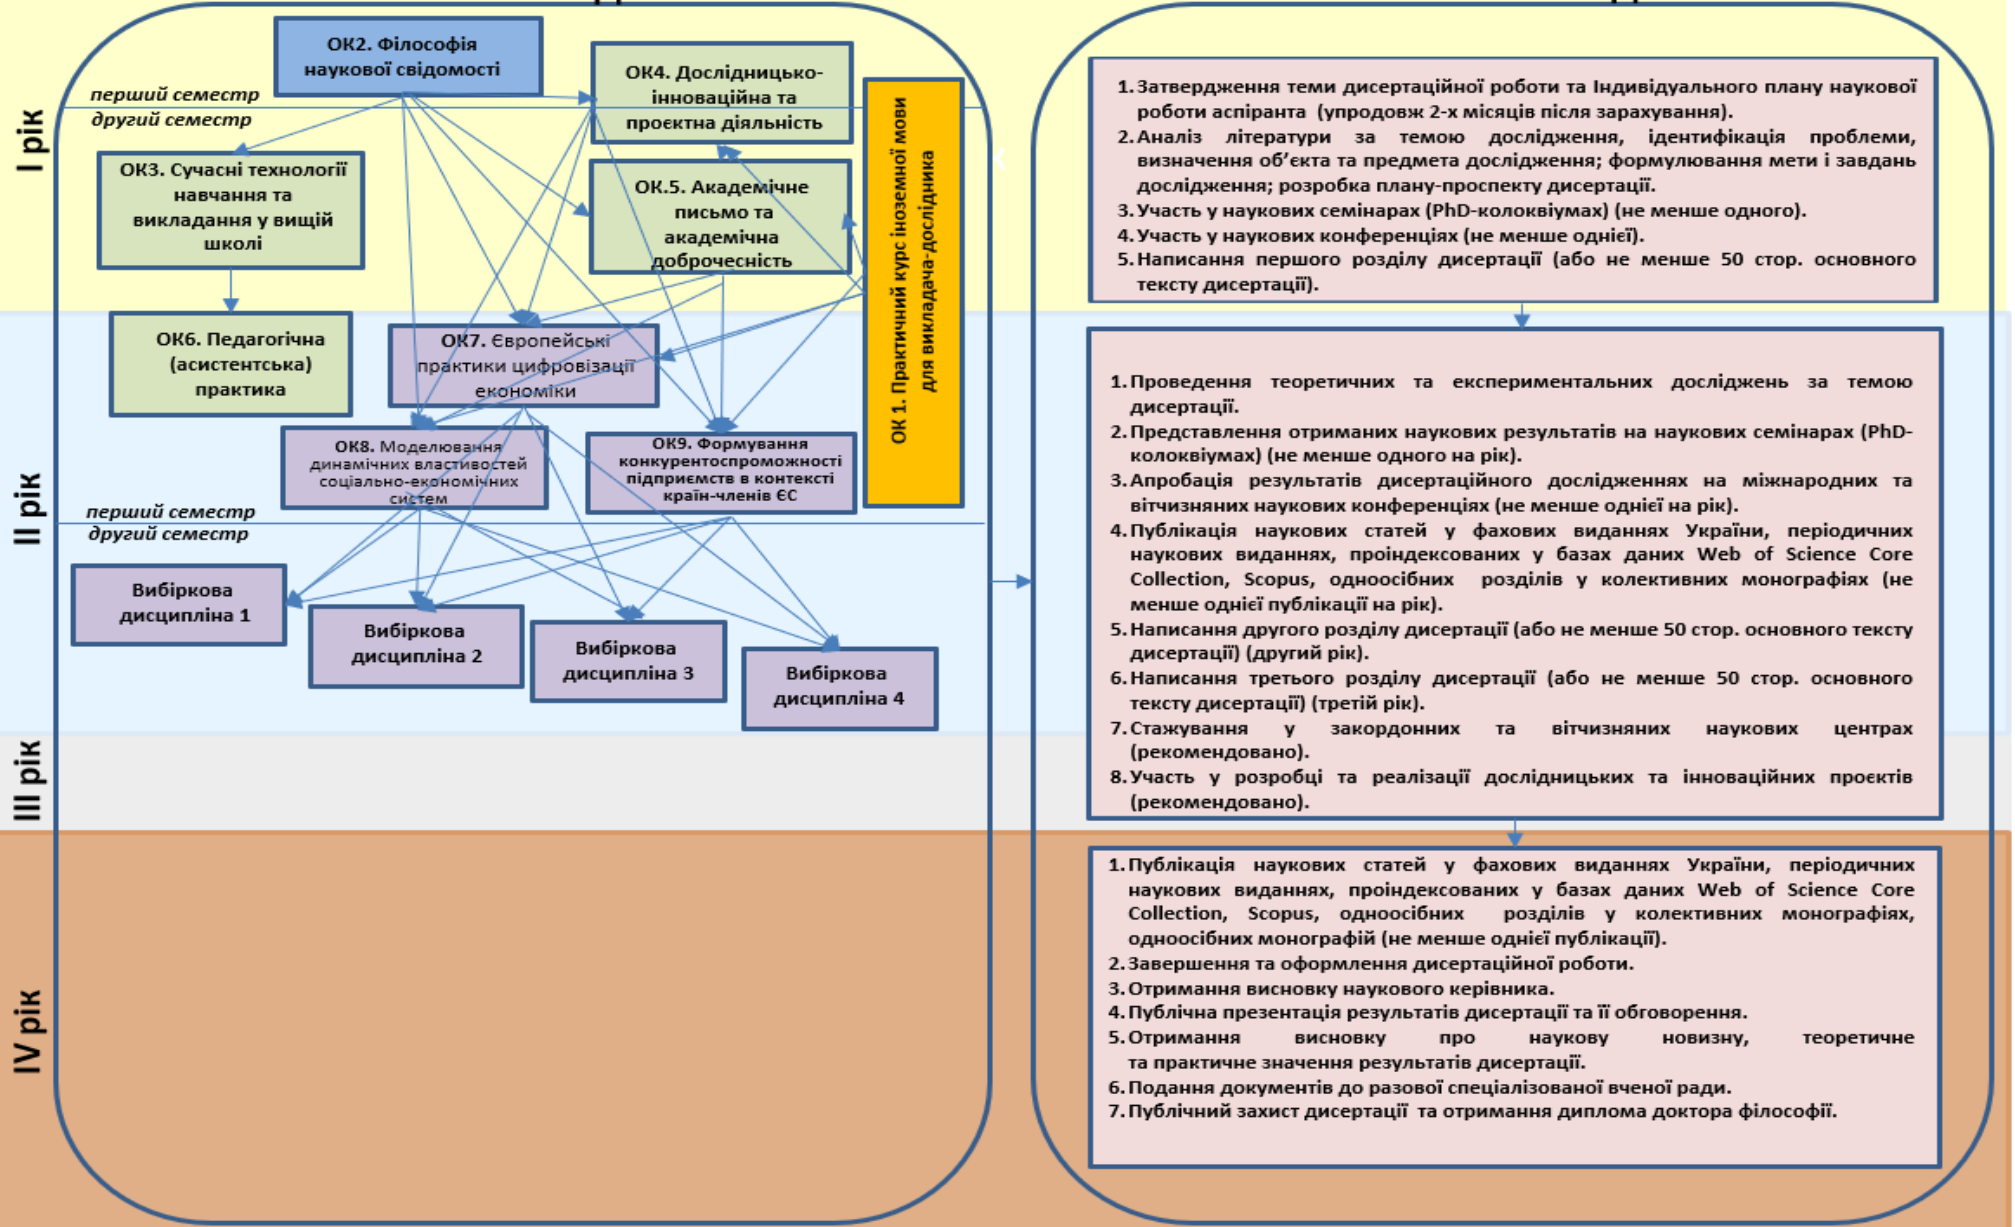 І рік
ІІ рік
ІІІ рік
IV рік
ОК2. Філософія
наукової свідомості
ОК4. Дослідницько-
інноваційна та
проєктна діяльність
перший семестр
другий семестр
ОК3. Сучасні технології
навчання та
викладання у вищій
школі
ОК.5. Академічне
письмо та
академічна
доброчесність
ОК 1. Практичний курс іноземної мови
для викладача-дослідника
ОК6. Педагогічна
(асистентська)
практика
ОК7. Європейські
практики цифровізації
економіки
ОК8. Моделювання
динамічних властивостей
соціально-економічних
систем
ОК9. Формування
конкурентоспроможності
підприємств в контексті
країн-членів ЄС
перший семестр
другий семестр
Вибіркова
дисципліна 1
Вибіркова
дисципліна 2
Вибіркова
дисципліна 3
Вибіркова
дисципліна 4
1. Затвердження теми дисертаційної роботи та Індивідуального плану наукової
роботи аспіранта (упродовж 2-х місяців після зарахування).
2. Аналіз літератури за темою дослідження, ідентифікація проблеми,
визначення об’єкта та предмета дослідження; формулювання мети і завдань
дослідження; розробка плану-проспекту дисертації.
3. Участь у наукових семінарах (PhD-колоквіумах) (не менше одного).
4. Участь у наукових конференціях (не менше однієї).
5. Написання першого розділу дисертації (або не менше 50 стор. основного
тексту дисертації).
1. Проведення теоретичних та експериментальних досліджень за темою
дисертації.
2. Представлення отриманих наукових результатів на наукових семінарах (PhD-
колоквіумах) (не менше одного на рік).
3. Апробація результатів дисертаційного дослідженнях на міжнародних та
вітчизняних наукових конференціях (не менше однієї на рік).
4. Публікація наукових статей у фахових виданнях України, періодичних
наукових виданнях, проіндексованих у базах даних Web of Science Core
Collection, Scopus, одноосібних розділів у колективних монографіях (не
менше однієї публікації на рік).
5. Написання другого розділу дисертації (або не менше 50 стор. основного тексту
дисертації) (другий рік).
6. Написання третього розділу дисертації (або не менше 50 стор. основного
тексту дисертації) (третій рік).
7. Стажування у закордонних та вітчизняних наукових центрах
(рекомендовано).
8. Участь у розробці та реалізації дослідницьких та інноваційних проєктів
(рекомендовано).
1. Публікація наукових статей у фахових виданнях України, періодичних
наукових виданнях, проіндексованих у базах даних Web of Science Core
Collection, Scopus, одноосібних розділів у колективних монографіях,
одноосібних монографій (не менше однієї публікації).
2. Завершення та оформлення дисертаційної роботи.
3. Отримання висновку наукового керівника.
4. Публічна презентація результатів дисертації та її обговорення.
5. Отримання висновку про наукову новизну, теоретичне
та практичне значення результатів дисертації.
6. Подання документів до разової спеціалізованої вченої ради.
7. Публічний захист дисертації та отримання диплома доктора філософії.